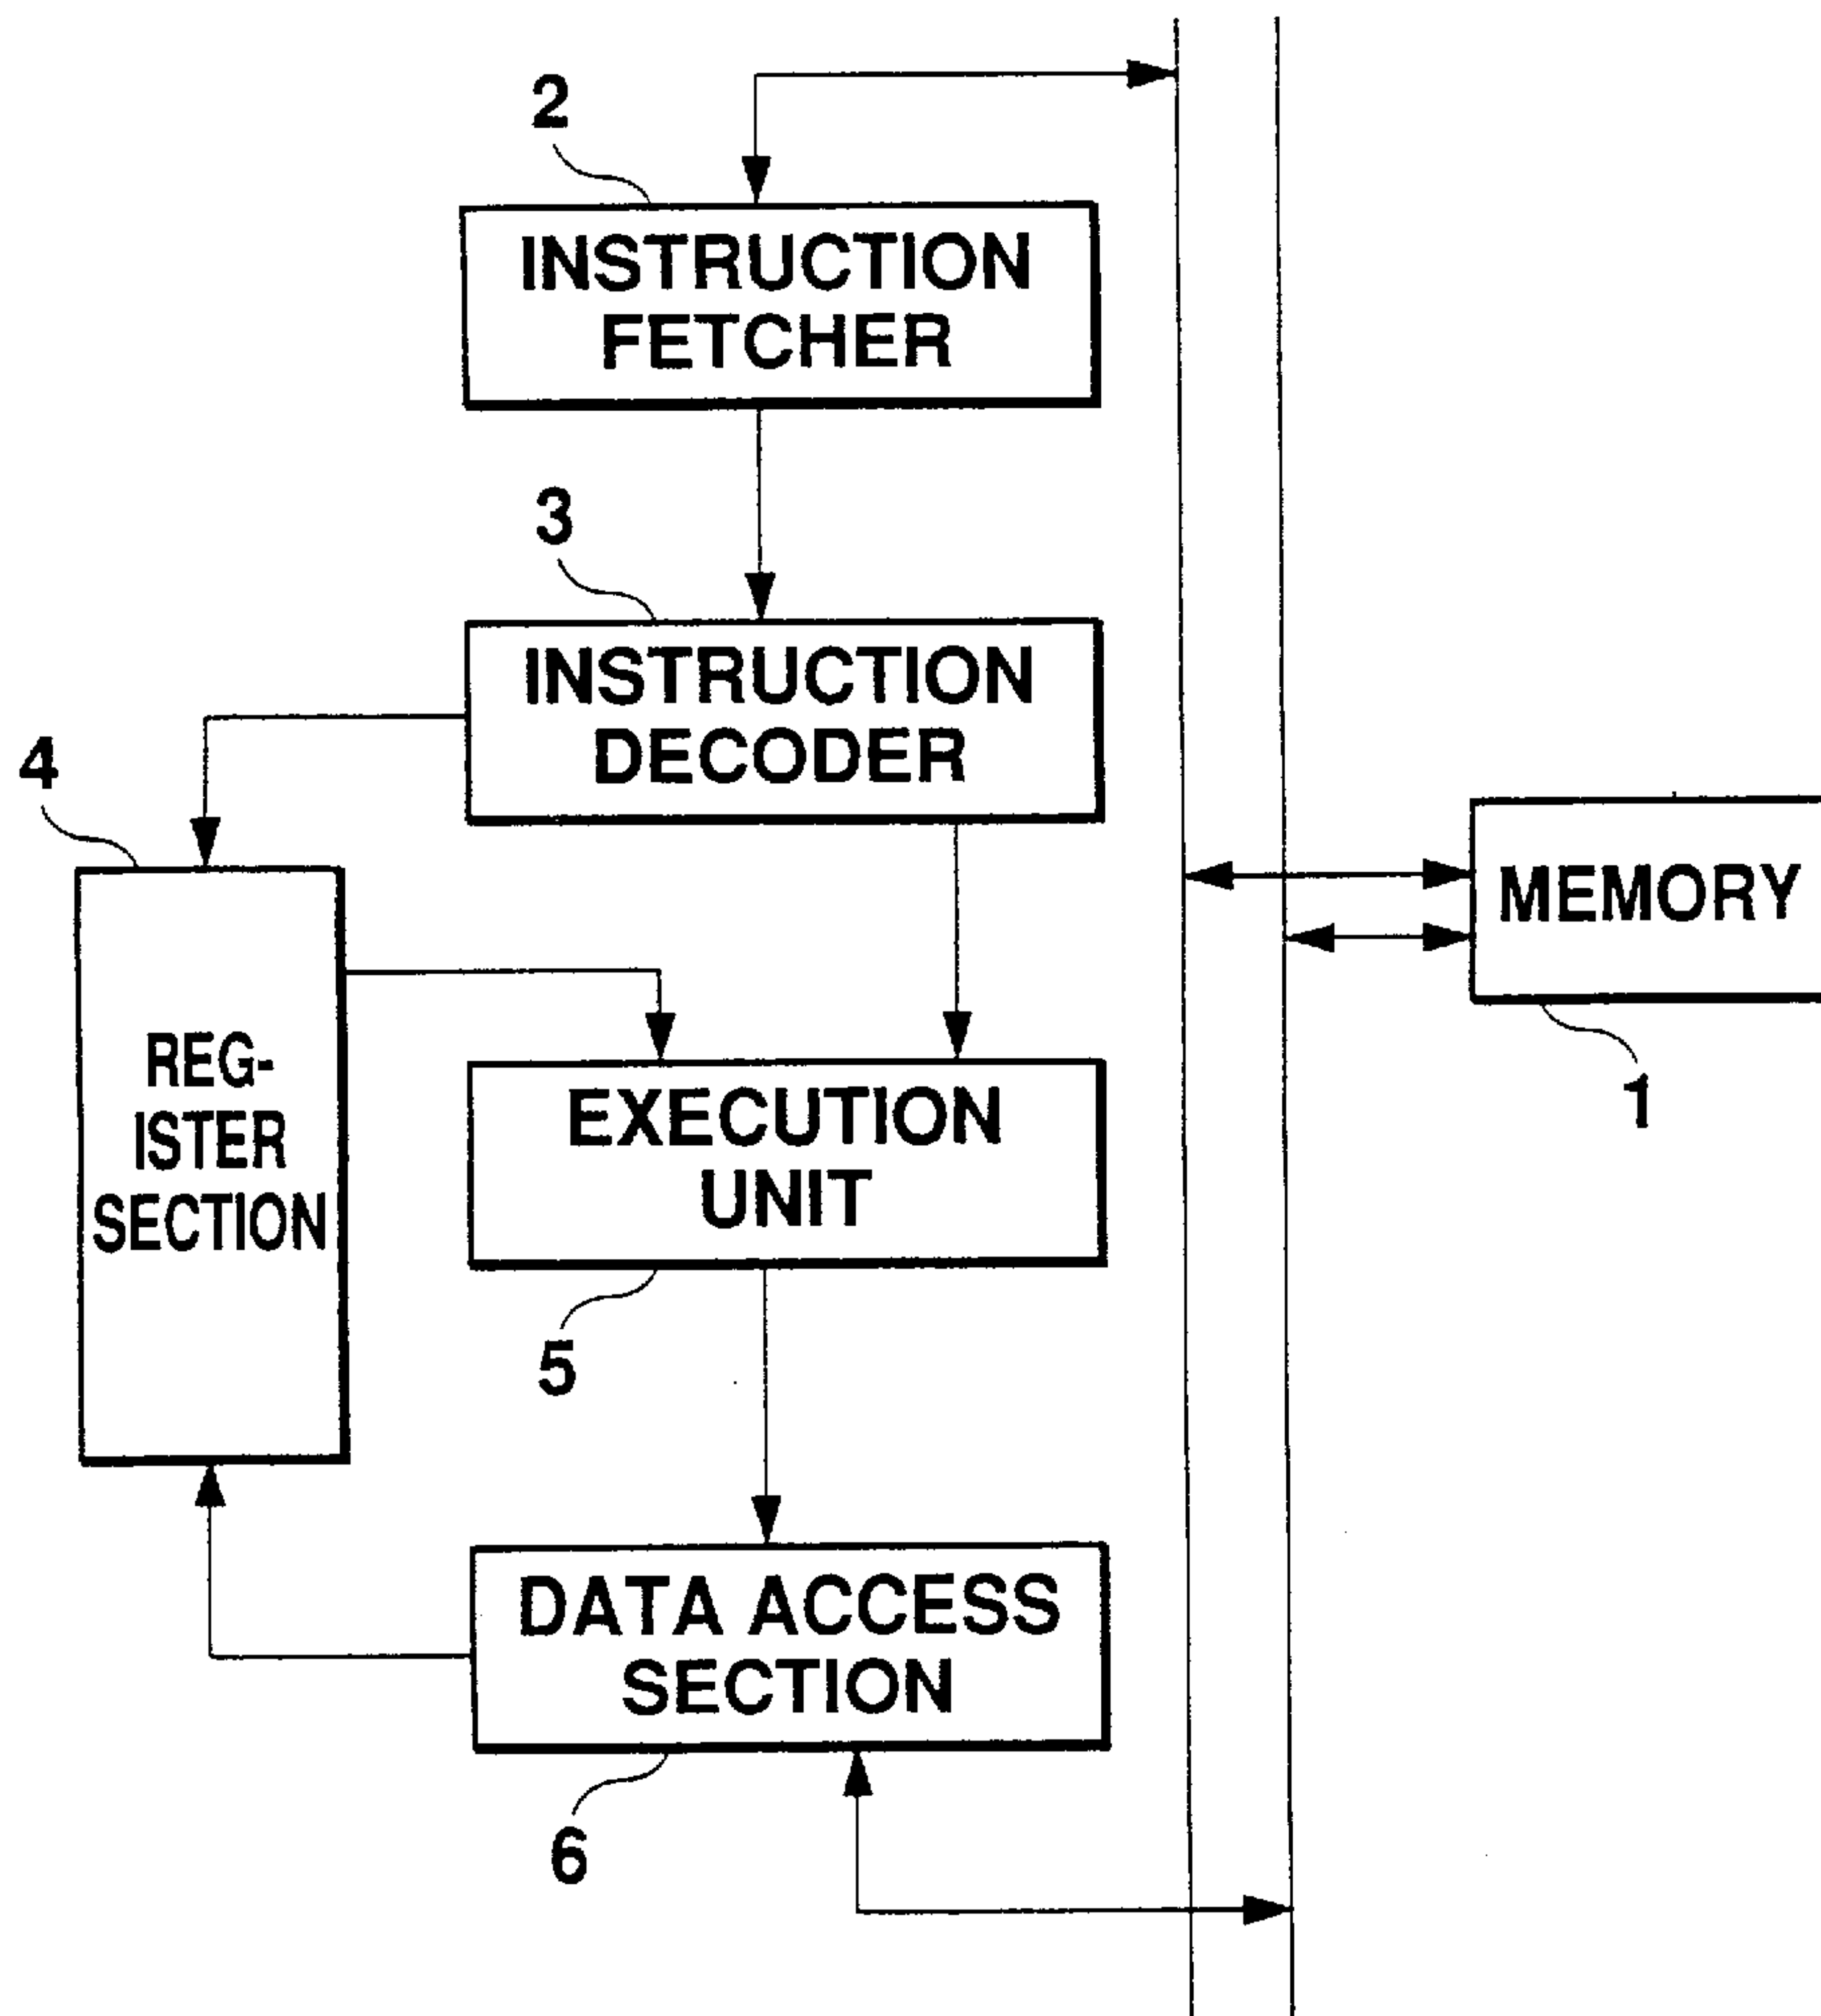 2
INSTRUCTION
FETCHER
3
INSTRUCTION
DECODER
4
MEMORY
1
REG-
ISTER
SECTION
EXECUTION
UNIT
5
DATA ACCESS
SECTION
6